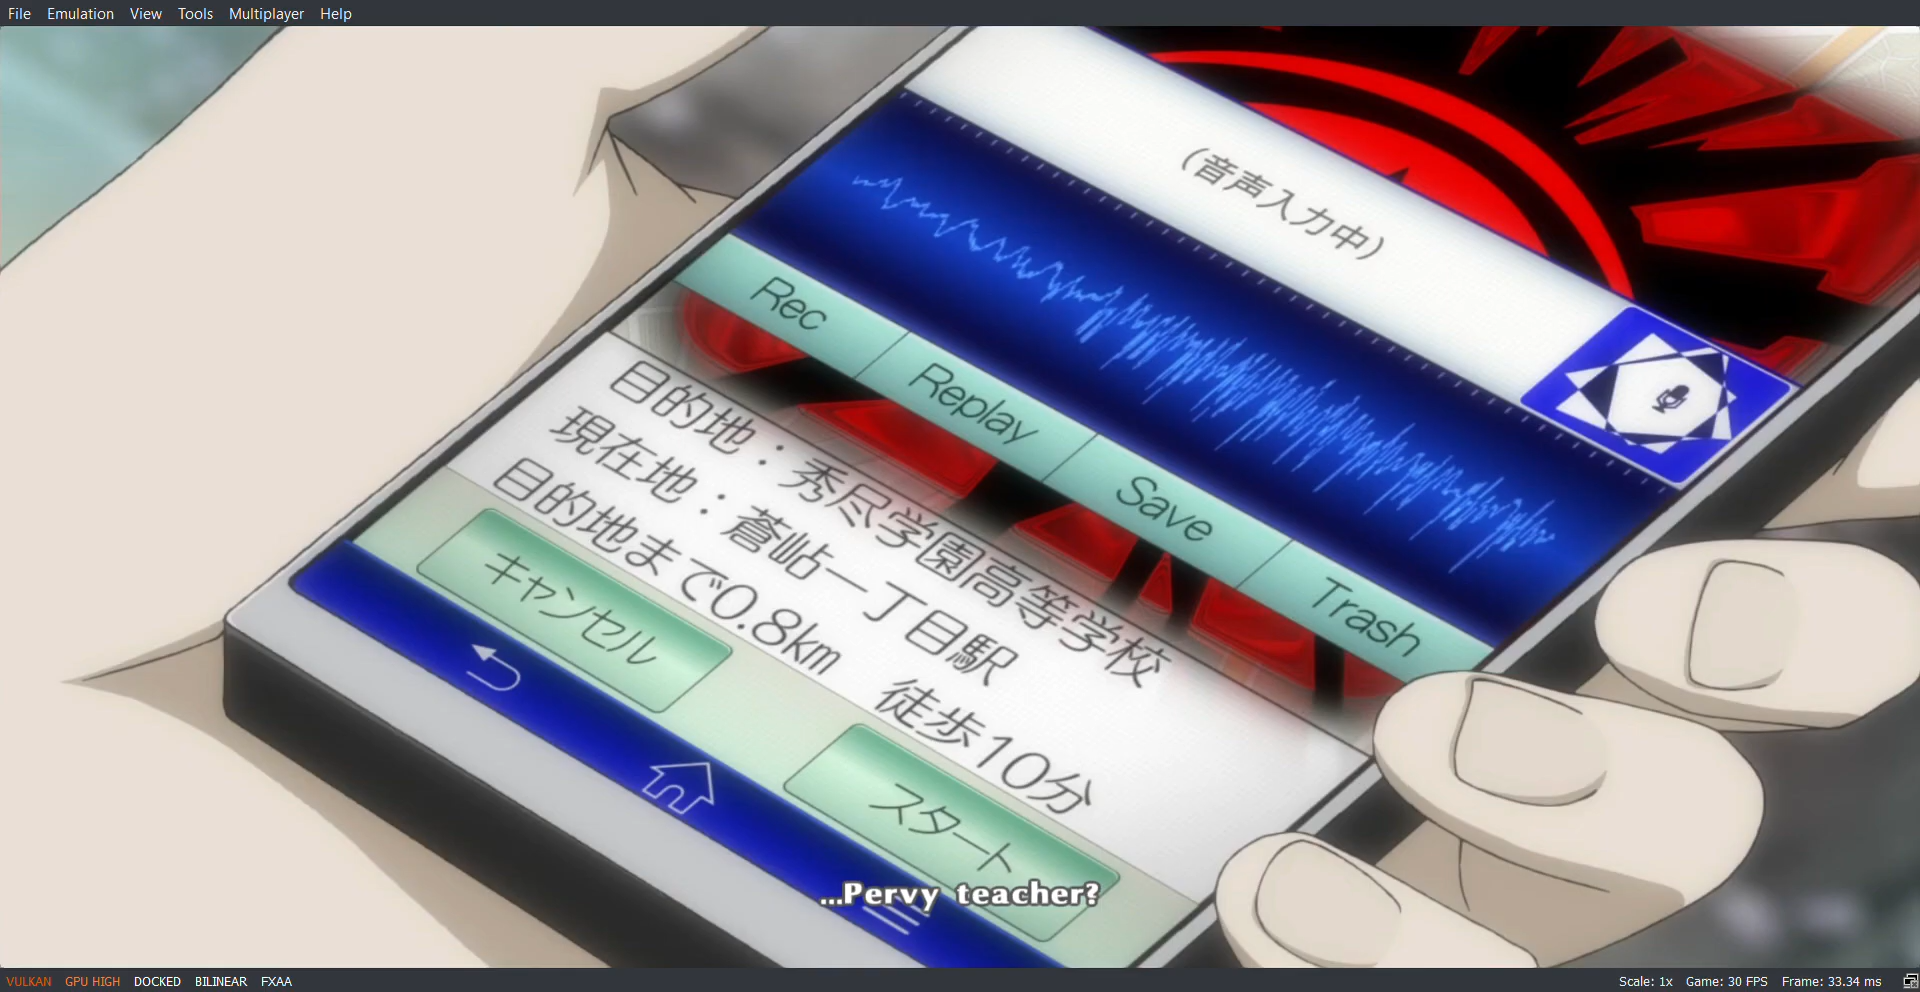 File Emulation View Tools Multiplayer Help
(音声入力中)
Rec Replay Save Trash
目的地：秀尽学園高等学校
現在地：蒼岾一丁目駅
目的地まで0.8km 徒歩10分
キャンセル スタート
...Pervy teacher?
VULKAN GPU HIGH DOCKED BILINEAR FXAA Scale: 1x Game: 30 FPS Frame: 33.34 ms